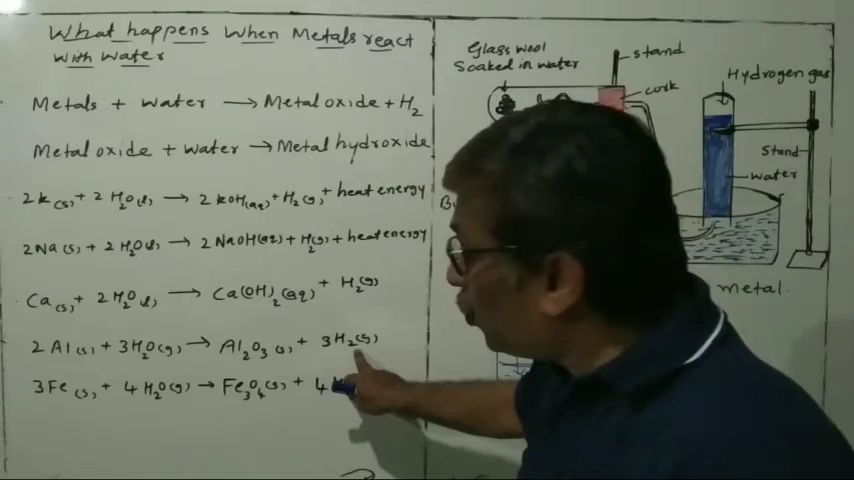 What happens When Metals react
with water
Metals + water → Metal oxide + H₂
Metal oxide + water → Metal hydroxide
2K(s) + 2H₂O(l) → 2KOH(aq) + H₂(g) + heat energy
2Na(s) + 2H₂O(l) → 2NaOH(aq) + H₂(g) + heat energy
Ca(s) + 2H₂O(l) → Ca(OH)₂(aq) + H₂(g)
2Al(s) + 3H₂O(g) → Al₂O₃(s) + 3H₂(g)
3Fe(s) + 4H₂O(g) → Fe₃O₄(s) + 4
Glass wool
Soaked in water
stand
cork
Hydrogen gas
Stand
water
metal